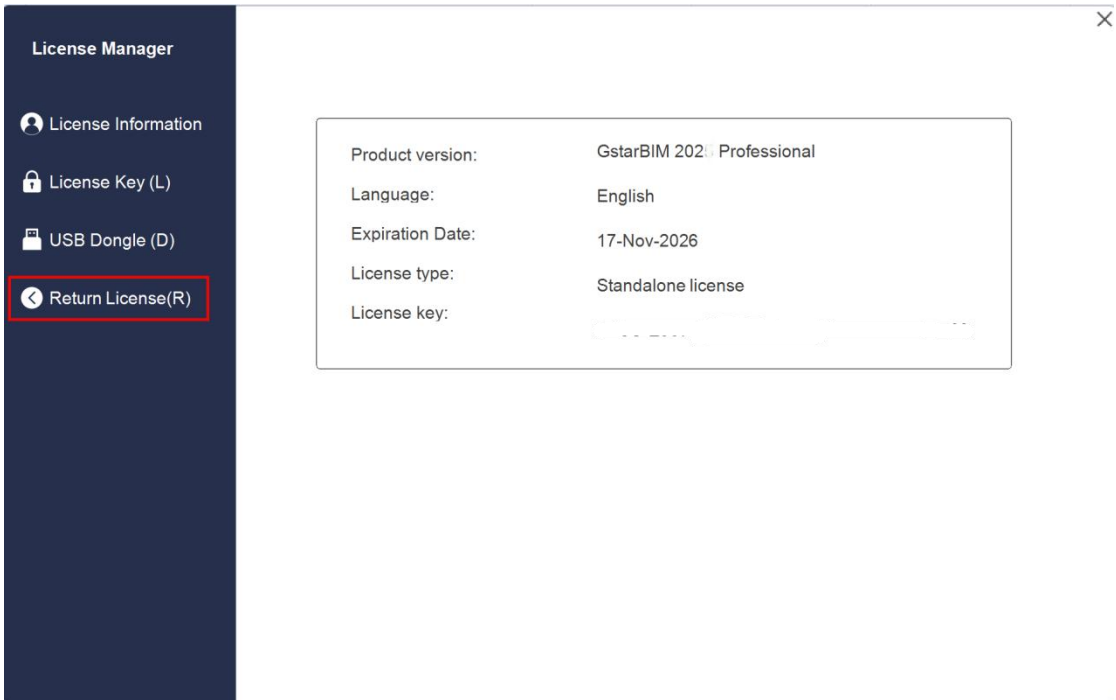 License Manager
License Information
License Key (L)
USB Dongle (D)
Return License(R)
Product version: GstarBIM Professional
Language: English
Expiration Date: 17-Nov-2026
License type: Standalone license
License key: